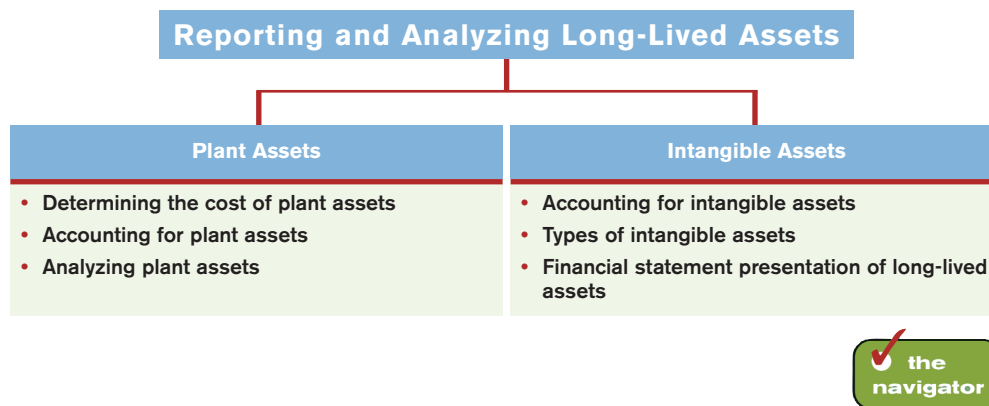 Reporting and Analyzing Long-Lived Assets
Plant Assets
• Determining the cost of plant assets
• Accounting for plant assets
• Analyzing plant assets
Intangible Assets
• Accounting for intangible assets
• Types of intangible assets
• Financial statement presentation of long-lived
assets
the
navigator